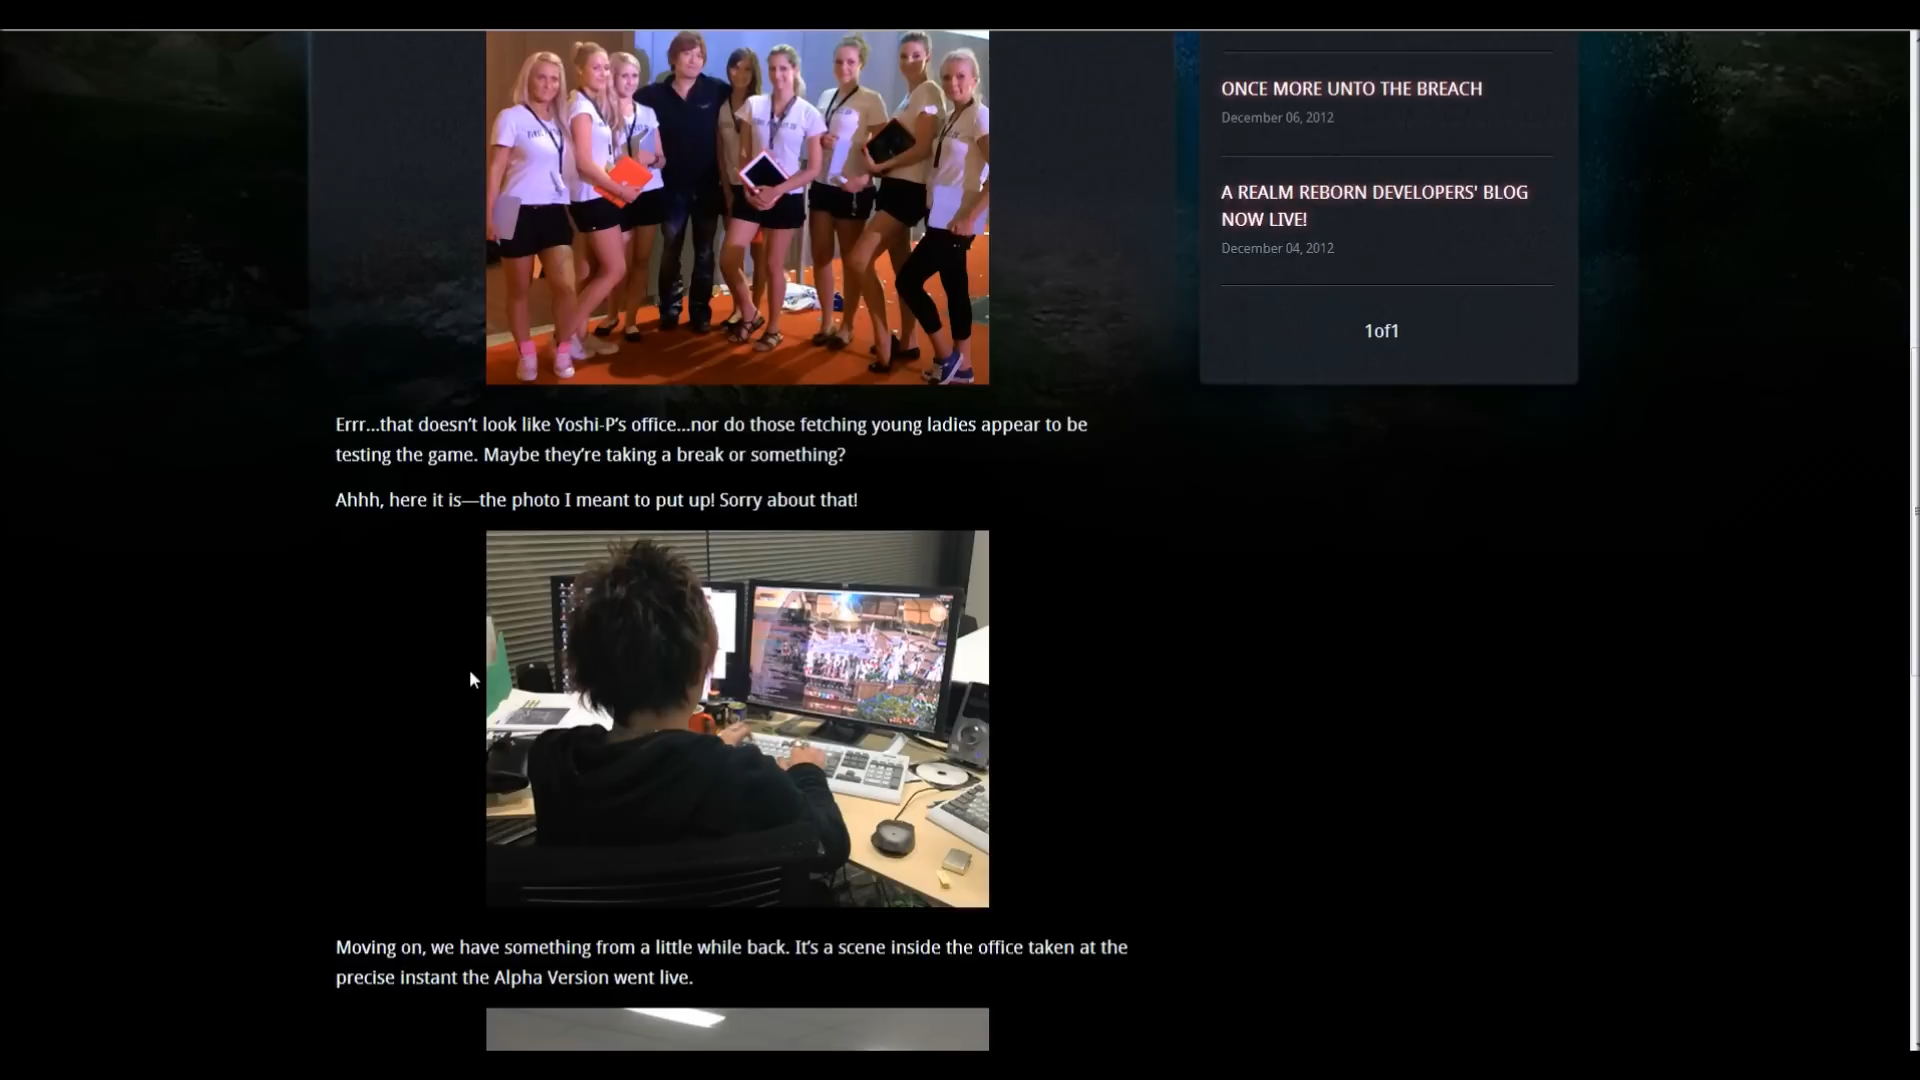 ONCE MORE UNTO THE BREACH
December 06, 2012
A REALM REBORN DEVELOPERS' BLOG
NOW LIVE!
December 04, 2012
1of1
Errr...that doesn't look like Yoshi-P's office...nor do those fetching young ladies appear to be
testing the game. Maybe they're taking a break or something?
Ahhh, here it is—the photo I meant to put up! Sorry about that!
Moving on, we have something from a little while back. It's a scene inside the office taken at the
precise instant the Alpha Version went live.